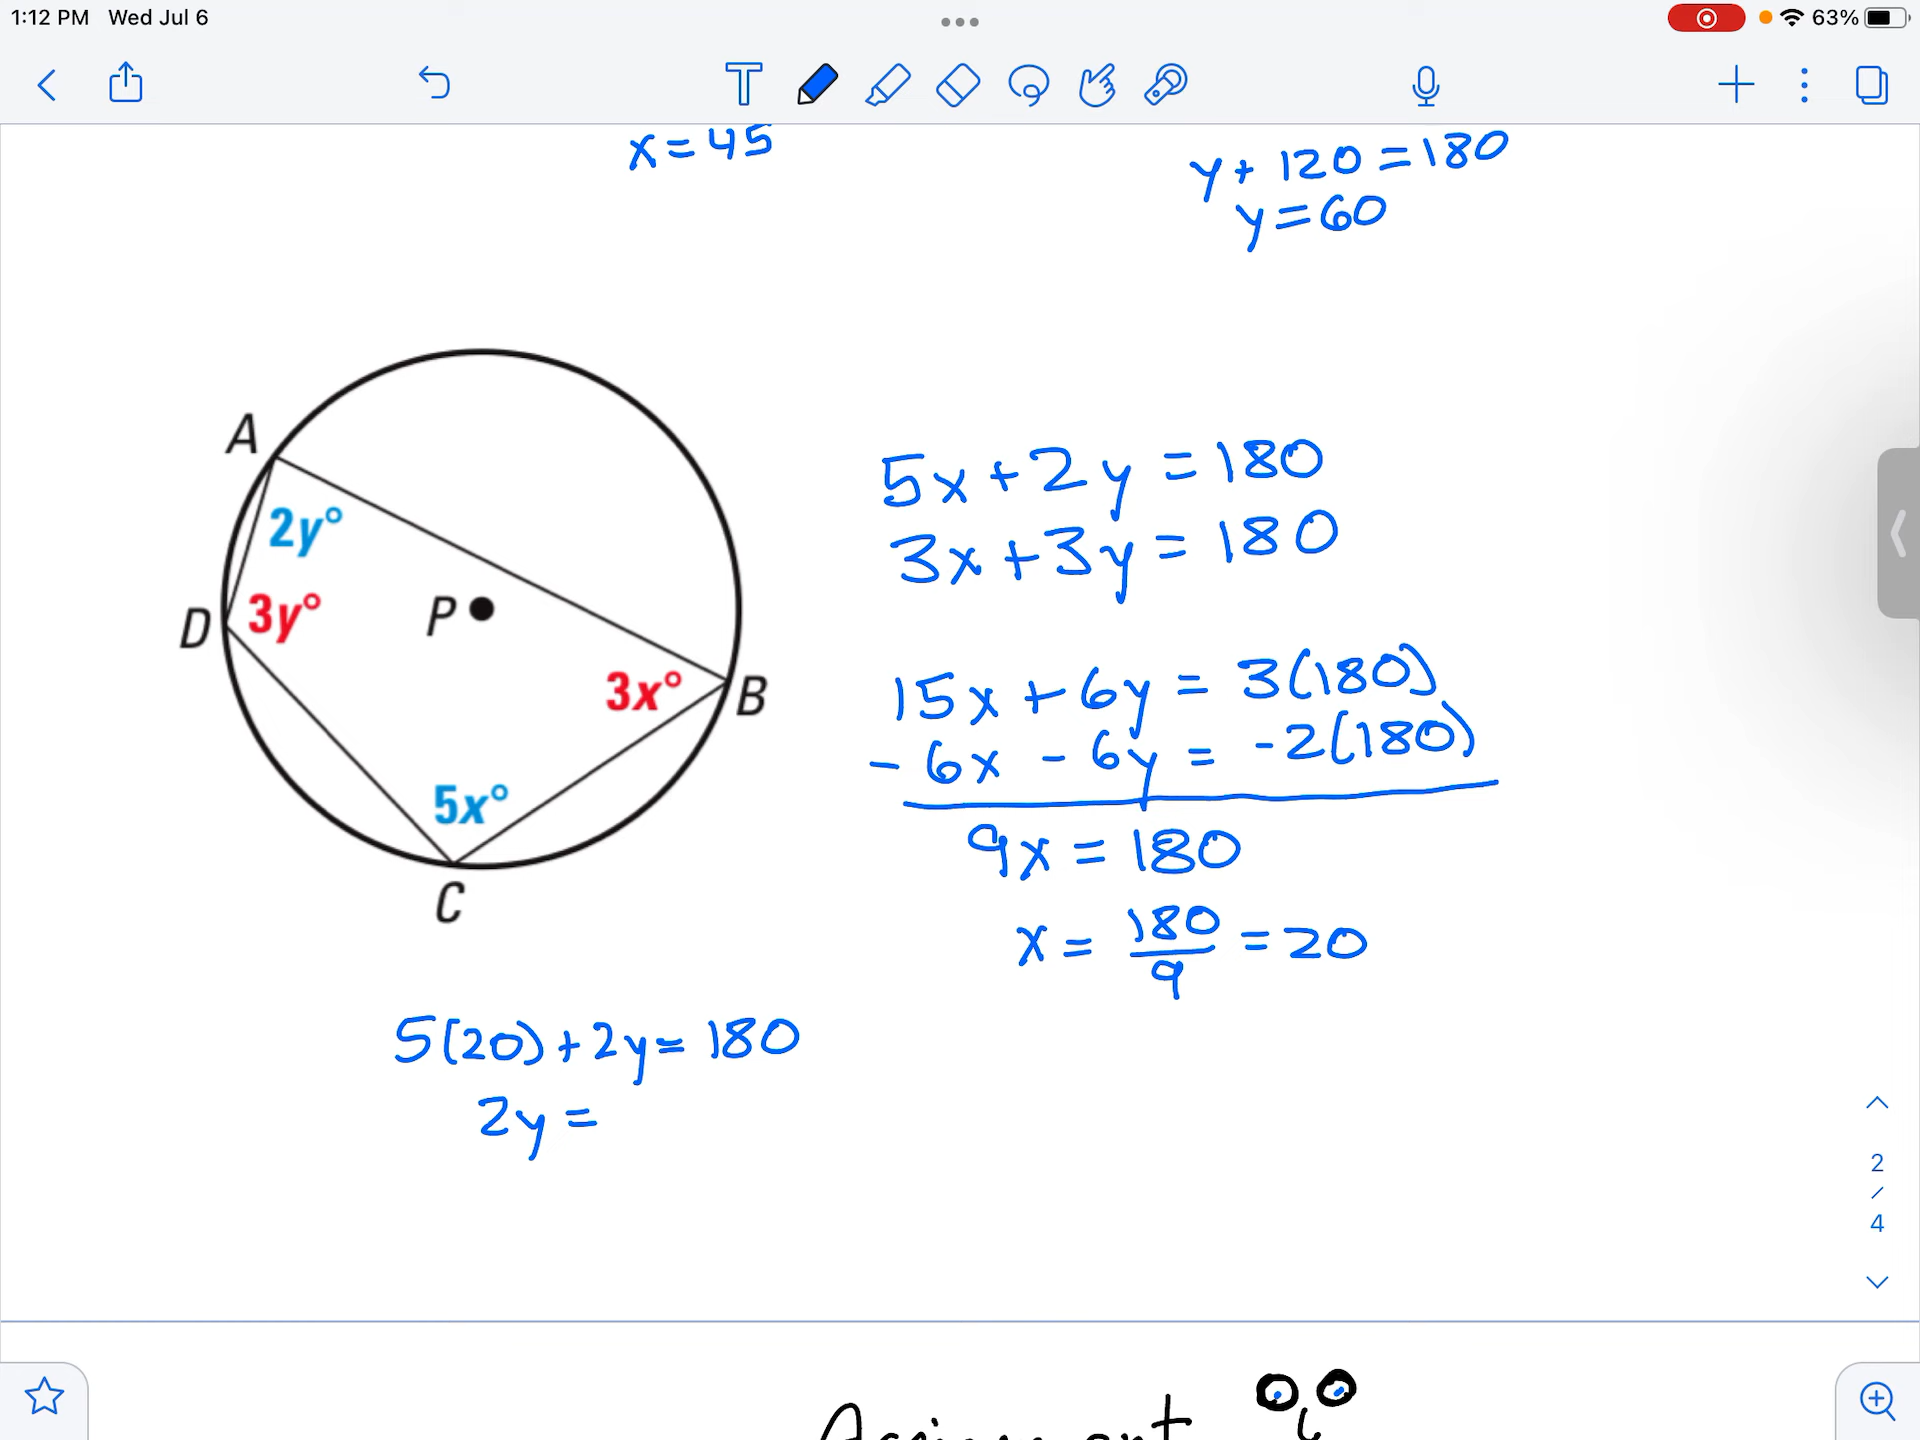 1:12 PM Wed Jul 6
63%
x = 45
y + 120 = 180
y = 60
A
2y°
D
3y°
P
3x°
B
5x°
C
5x + 2y = 180
3x + 3y = 180
15x + 6y = 3(180)
- 6x - 6y = -2(180)
9x = 180
x = 180/9 = 20
5(20) + 2y = 180
2y =
2
/
4